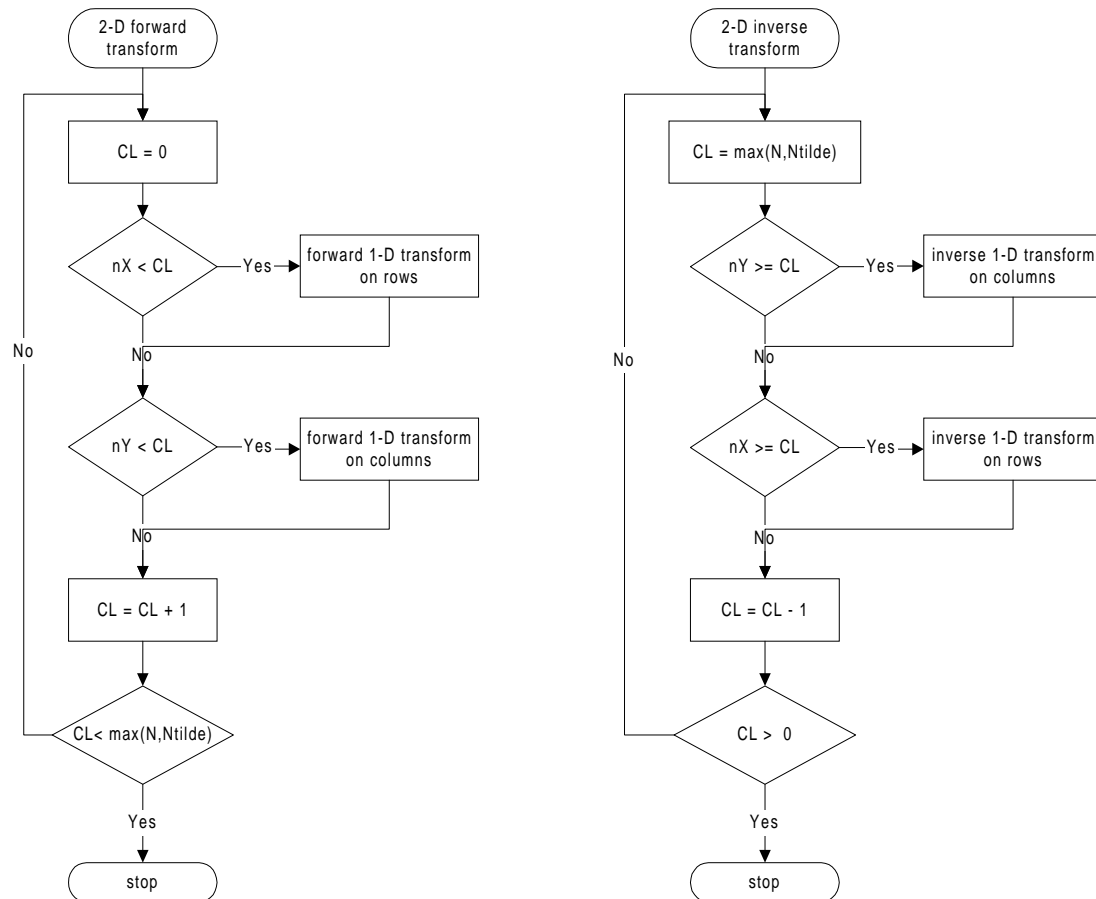 2-D forward
transform
CL = 0
nX < CL
Yes
forward 1-D transform
on rows
No
No
nY < CL
Yes
forward 1-D transform
on columns
No
CL = CL + 1
CL< max(N,Ntilde)
Yes
stop
2-D inverse
transform
CL = max(N,Ntilde)
nY >= CL
Yes
inverse 1-D transform
on columns
No
No
nX >= CL
Yes
inverse 1-D transform
on rows
No
CL = CL - 1
CL > 0
Yes
stop